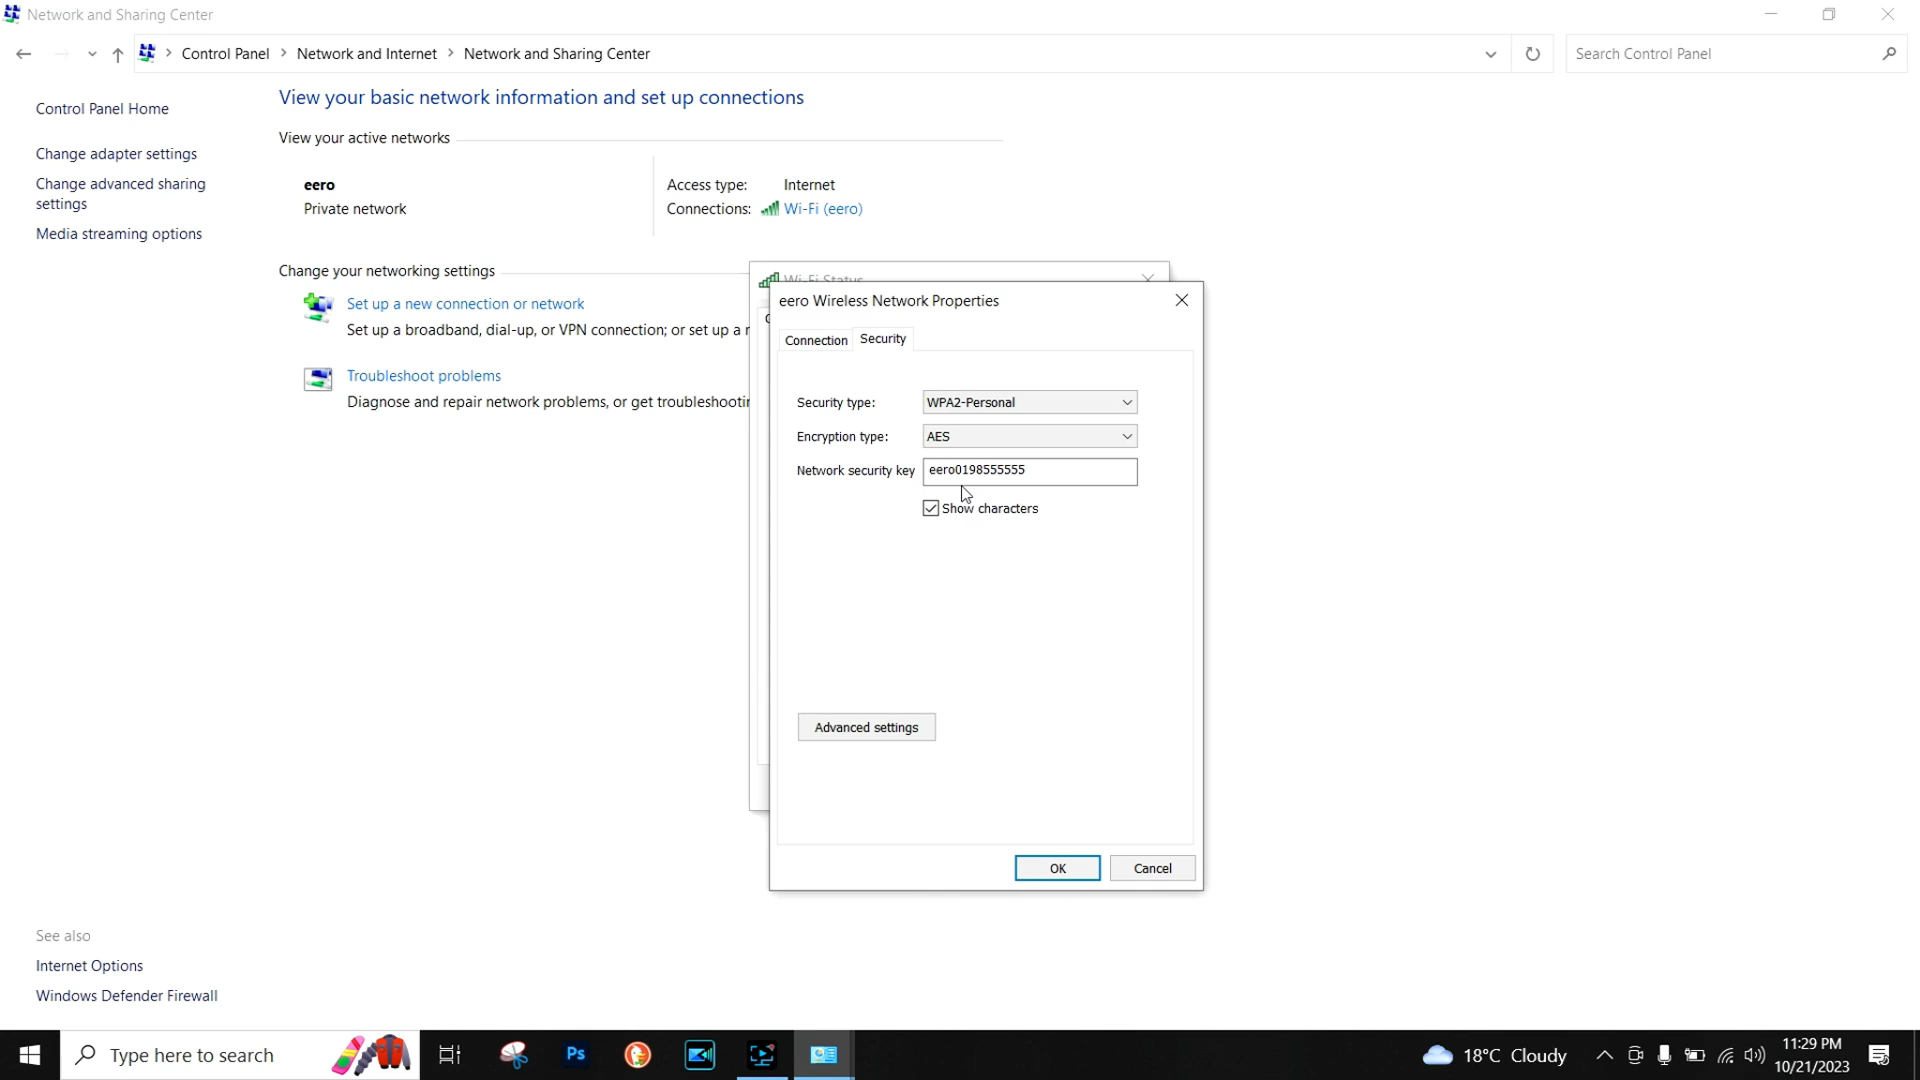 Network and Sharing Center
Control Panel > Network and Internet > Network and Sharing Center
Search Control Panel
Control Panel Home
Change adapter settings
Change advanced sharing
settings
Media streaming options
View your basic network information and set up connections
View your active networks
eero
Private network
Access type: Internet
Connections: Wi-Fi (eero)
Change your networking settings
Set up a new connection or network
Set up a broadband, dial-up, or VPN connection; or set up a
Troubleshoot problems
Diagnose and repair network problems, or get
Wi-Fi Status
eero Wireless Network Properties
Connection Security
Security type: WPA2-Personal
Encryption type: AES
Network security key eero0198555555
Show characters
Advanced settings
OK Cancel
See also
Internet Options
Windows Defender Firewall
Type here to search
Ps
18°C Cloudy
11:29 PM
10/21/2023